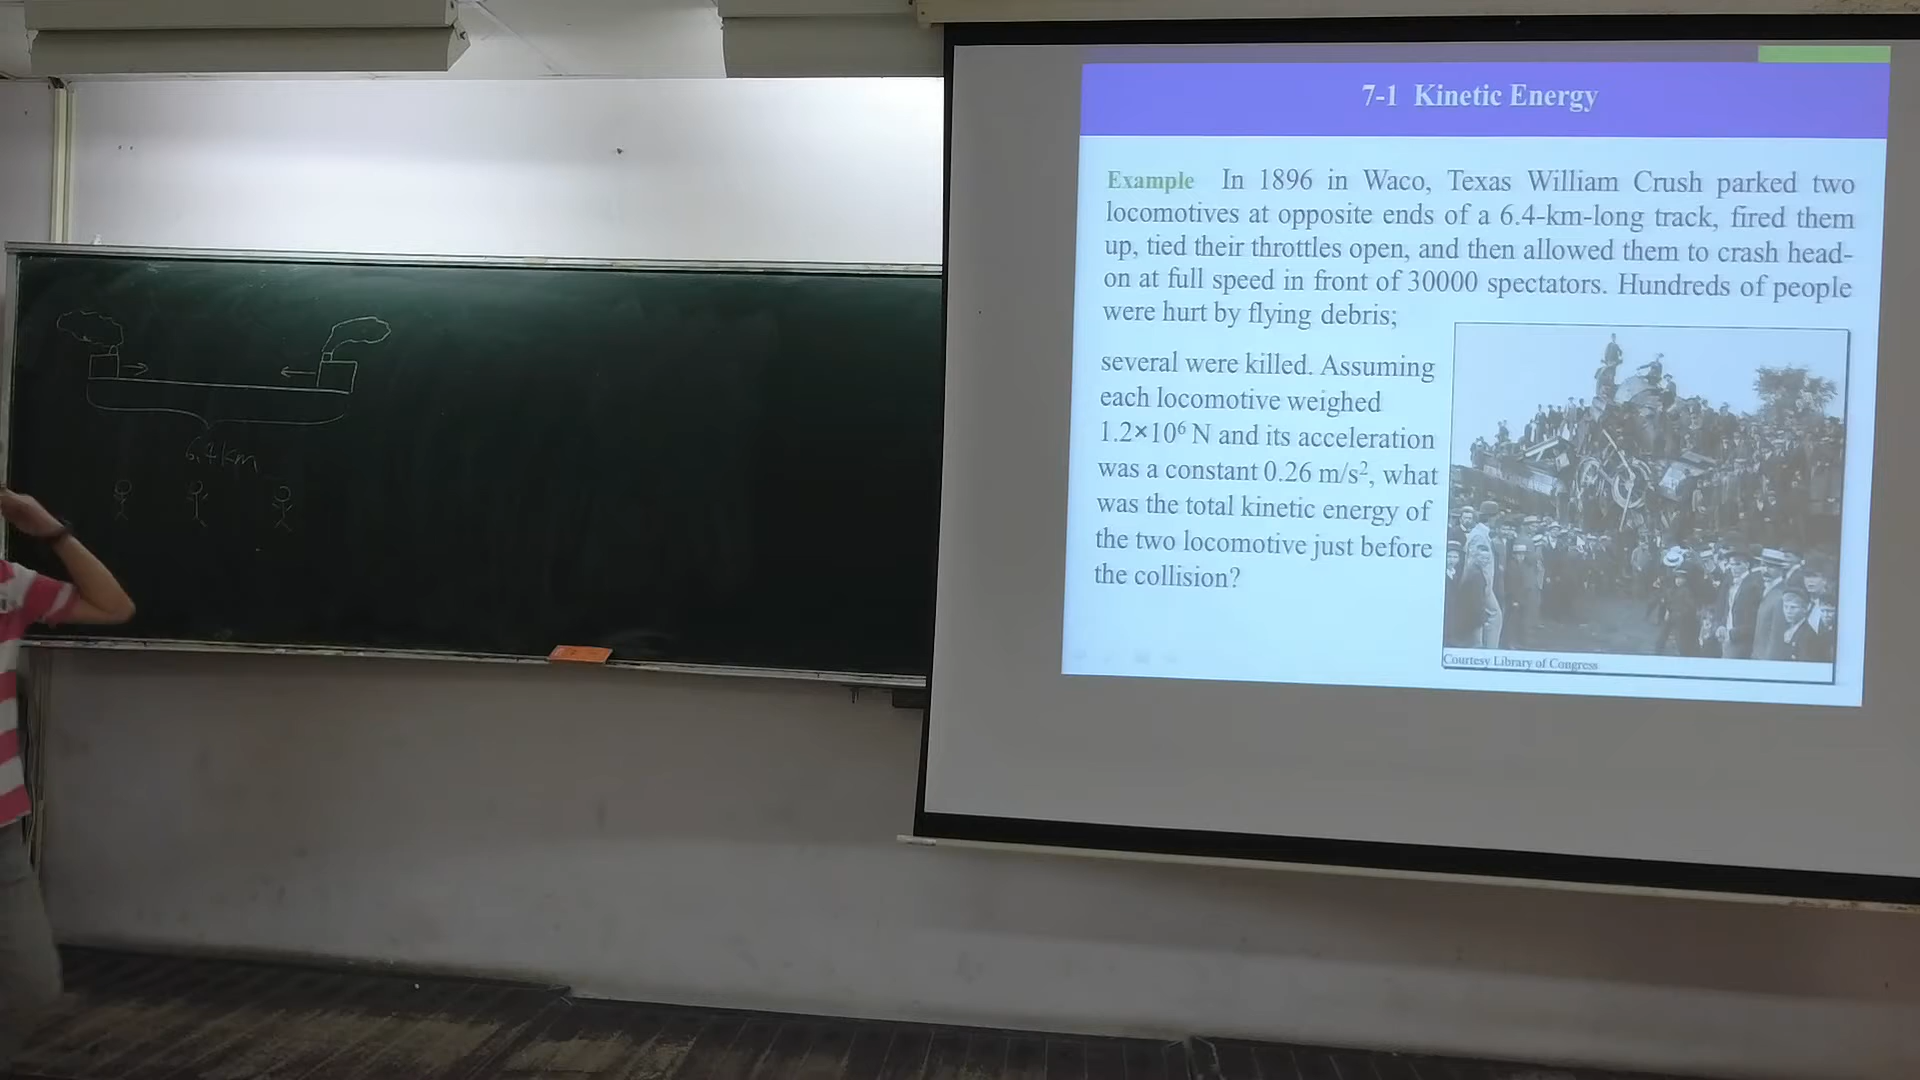 7-1 Kinetic Energy
Example In 1896 in Waco, Texas William Crush parked two
locomotives at opposite ends of a 6.4-km-long track, fired them
up, tied their throttles open, and then allowed them to crash head-
on at full speed in front of 30000 spectators. Hundreds of people
were hurt by flying debris;
several were killed. Assuming
each locomotive weighed
1.2×10⁶ N and its acceleration
was a constant 0.26 m/s², what
was the total kinetic energy of
the two locomotive just before
the collision?
Courtesy Library of Congress
6.4 km